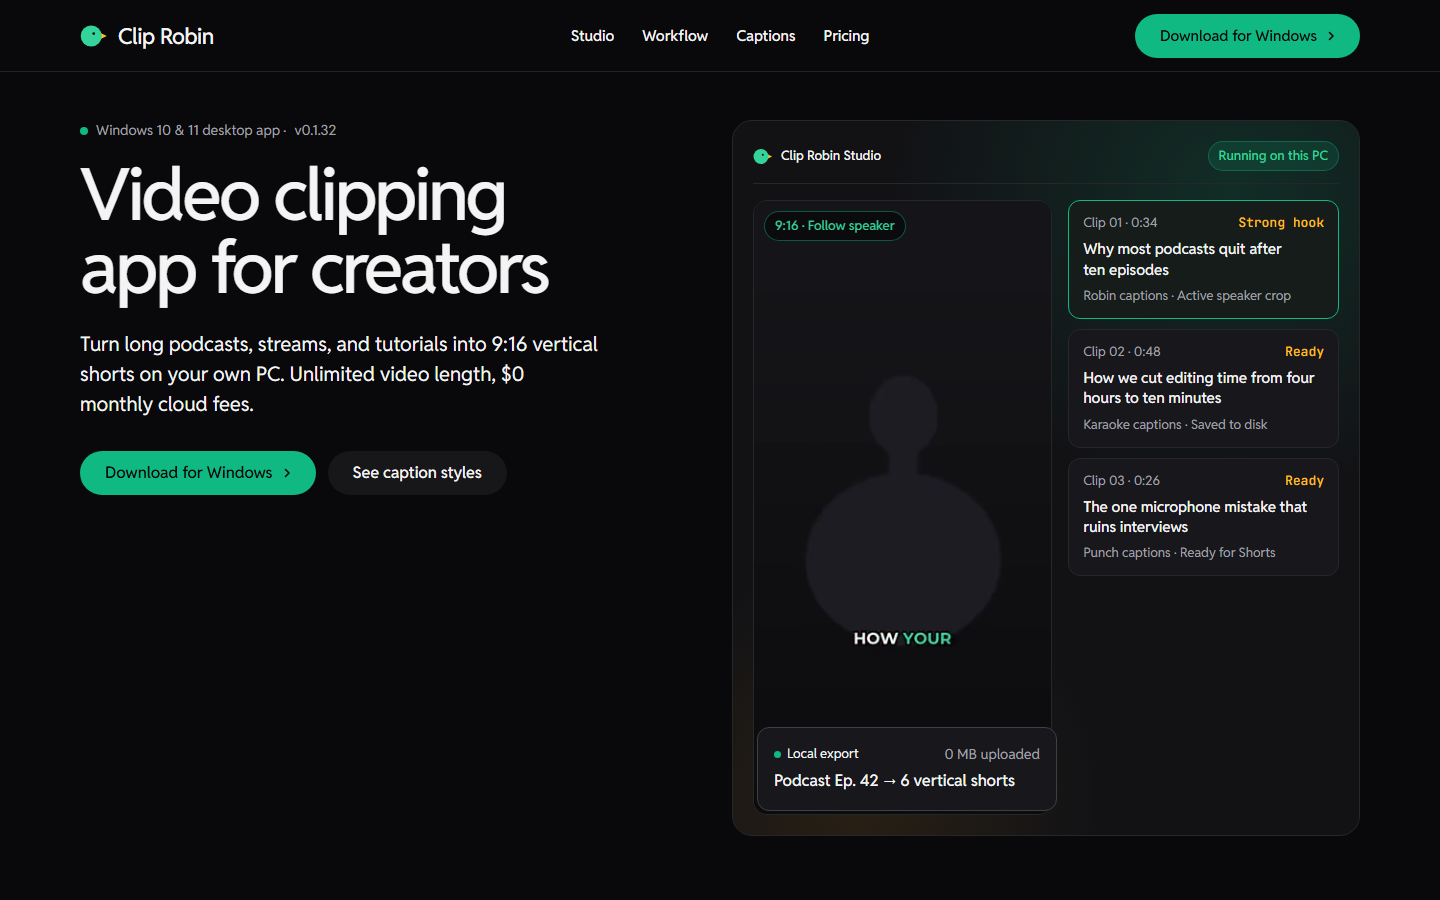 Clip Robin
Studio Workflow Captions Pricing
Download for Windows
Windows 10 & 11 desktop app · v0.1.32
Video clipping
app for creators
Turn long podcasts, streams, and tutorials into 9:16 vertical
shorts on your own PC. Unlimited video length, $0
monthly cloud fees.
Download for Windows
See caption styles
Clip Robin Studio
Running on this PC
9:16 · Follow speaker
HOW YOUR
Local export 0 MB uploaded
Podcast Ep. 42 → 6 vertical shorts
Clip 01 · 0:34 Strong hook
Why most podcasts quit after
ten episodes
Robin captions · Active speaker crop
Clip 02 · 0:48 Ready
How we cut editing time from four
hours to ten minutes
Karaoke captions · Saved to disk
Clip 03 · 0:26 Ready
The one microphone mistake that
ruins interviews
Punch captions · Ready for Shorts